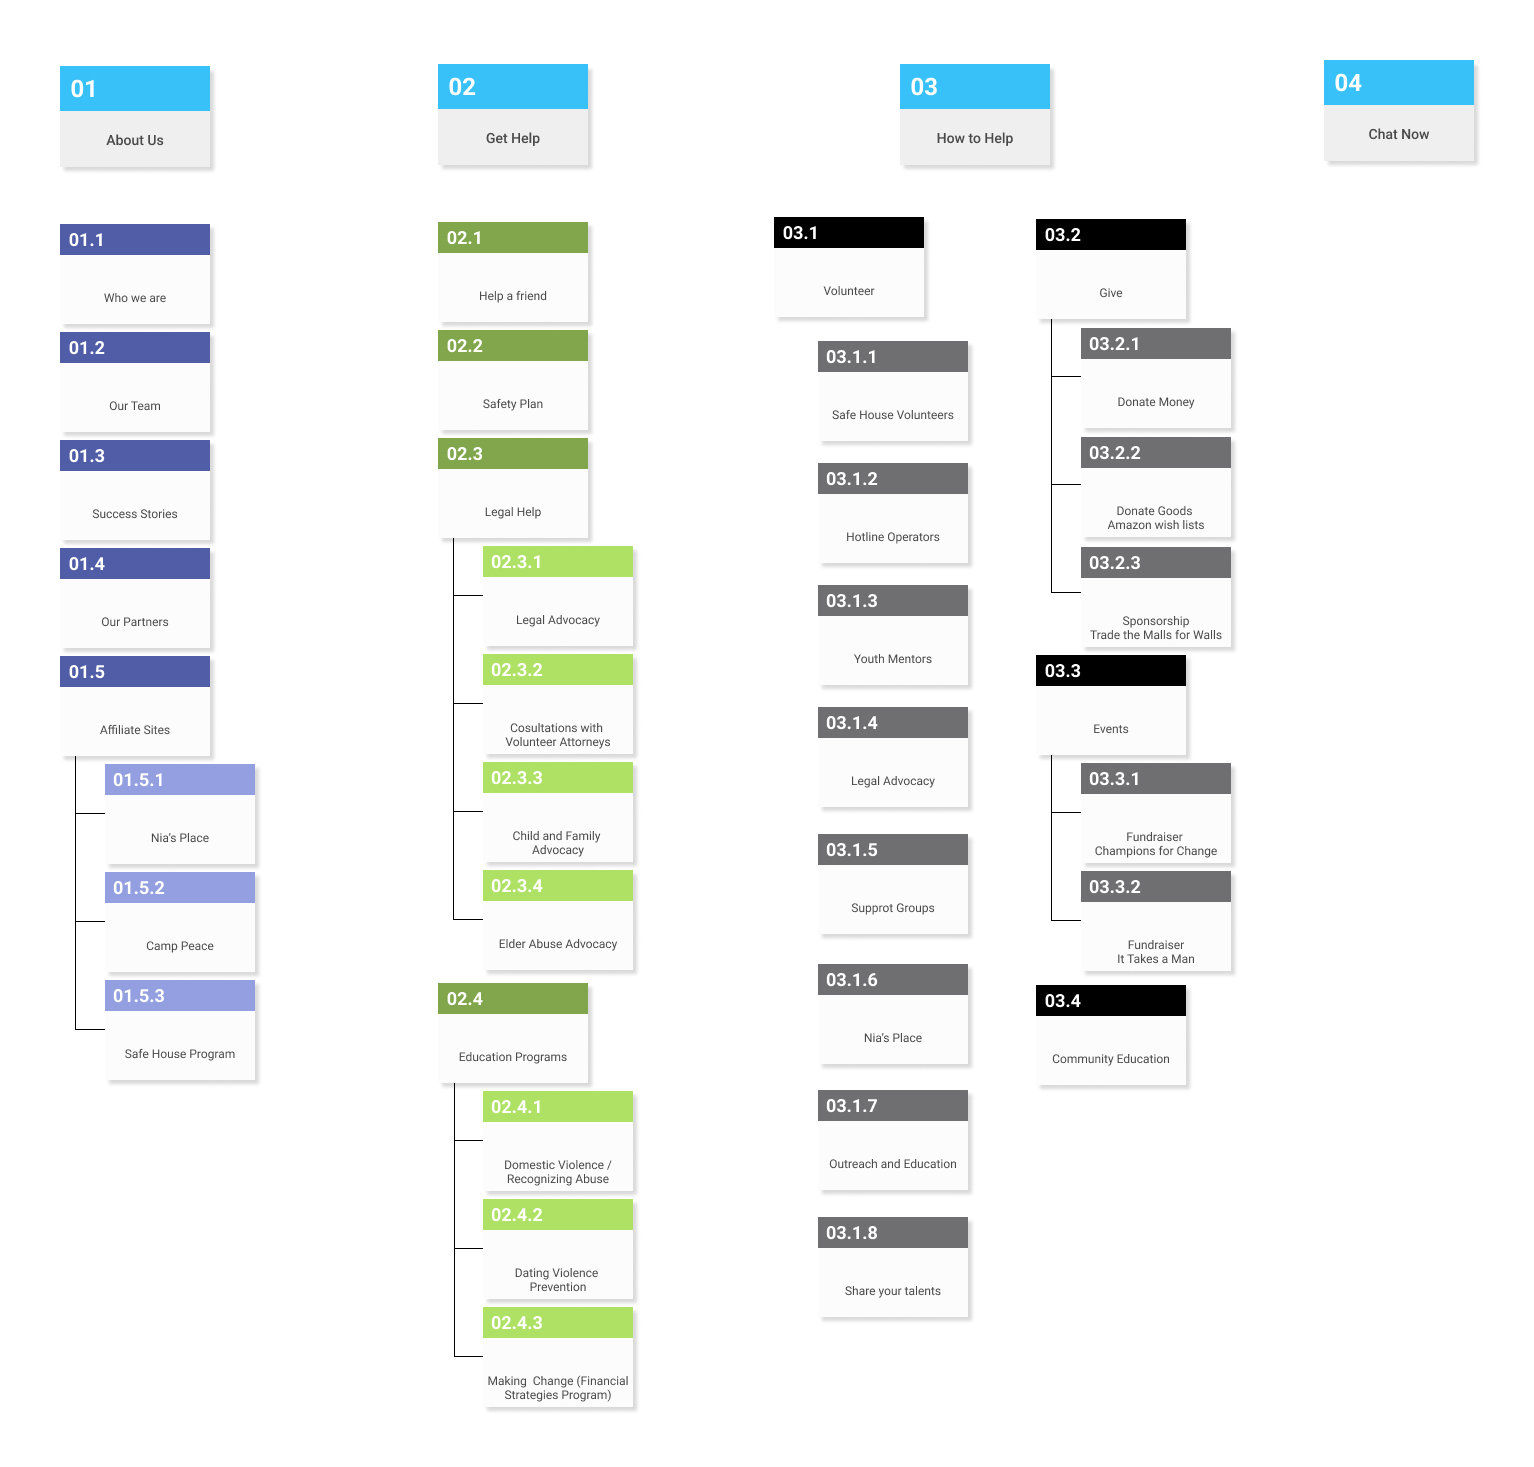 01
About Us
01.1
Who we are
01.2
Our Team
01.3
Success Stories
01.4
Our Partners
01.5
Affiliate Sites
01.5.1
Nia's Place
01.5.2
Camp Peace
01.5.3
Safe House Program
02
Get Help
02.1
Help a friend
02.2
Safety Plan
02.3
Legal Help
02.3.1
Legal Advocacy
02.3.2
Cosultations with
Volunteer Attorneys
02.3.3
Child and Family
Advocacy
02.3.4
Elder Abuse Advocacy
02.4
Education Programs
02.4.1
Domestic Violence /
Recognizing Abuse
02.4.2
Dating Violence
Prevention
02.4.3
Making  Change (Financial
Strategies Program)
03
How to Help
03.1
Volunteer
03.1.1
Safe House Volunteers
03.1.2
Hotline Operators
03.1.3
Youth Mentors
03.1.4
Legal Advocacy
03.1.5
Supprot Groups
03.1.6
Nia's Place
03.1.7
Outreach and Education
03.1.8
Share your talents
03.2
Give
03.2.1
Donate Money
03.2.2
Donate Goods
Amazon wish lists
03.2.3
Sponsorship
Trade the Malls for Walls
03.3
Events
03.3.1
Fundraiser
Champions for Change
03.3.2
Fundraiser
It Takes a Man
03.4
Community Education
04
Chat Now